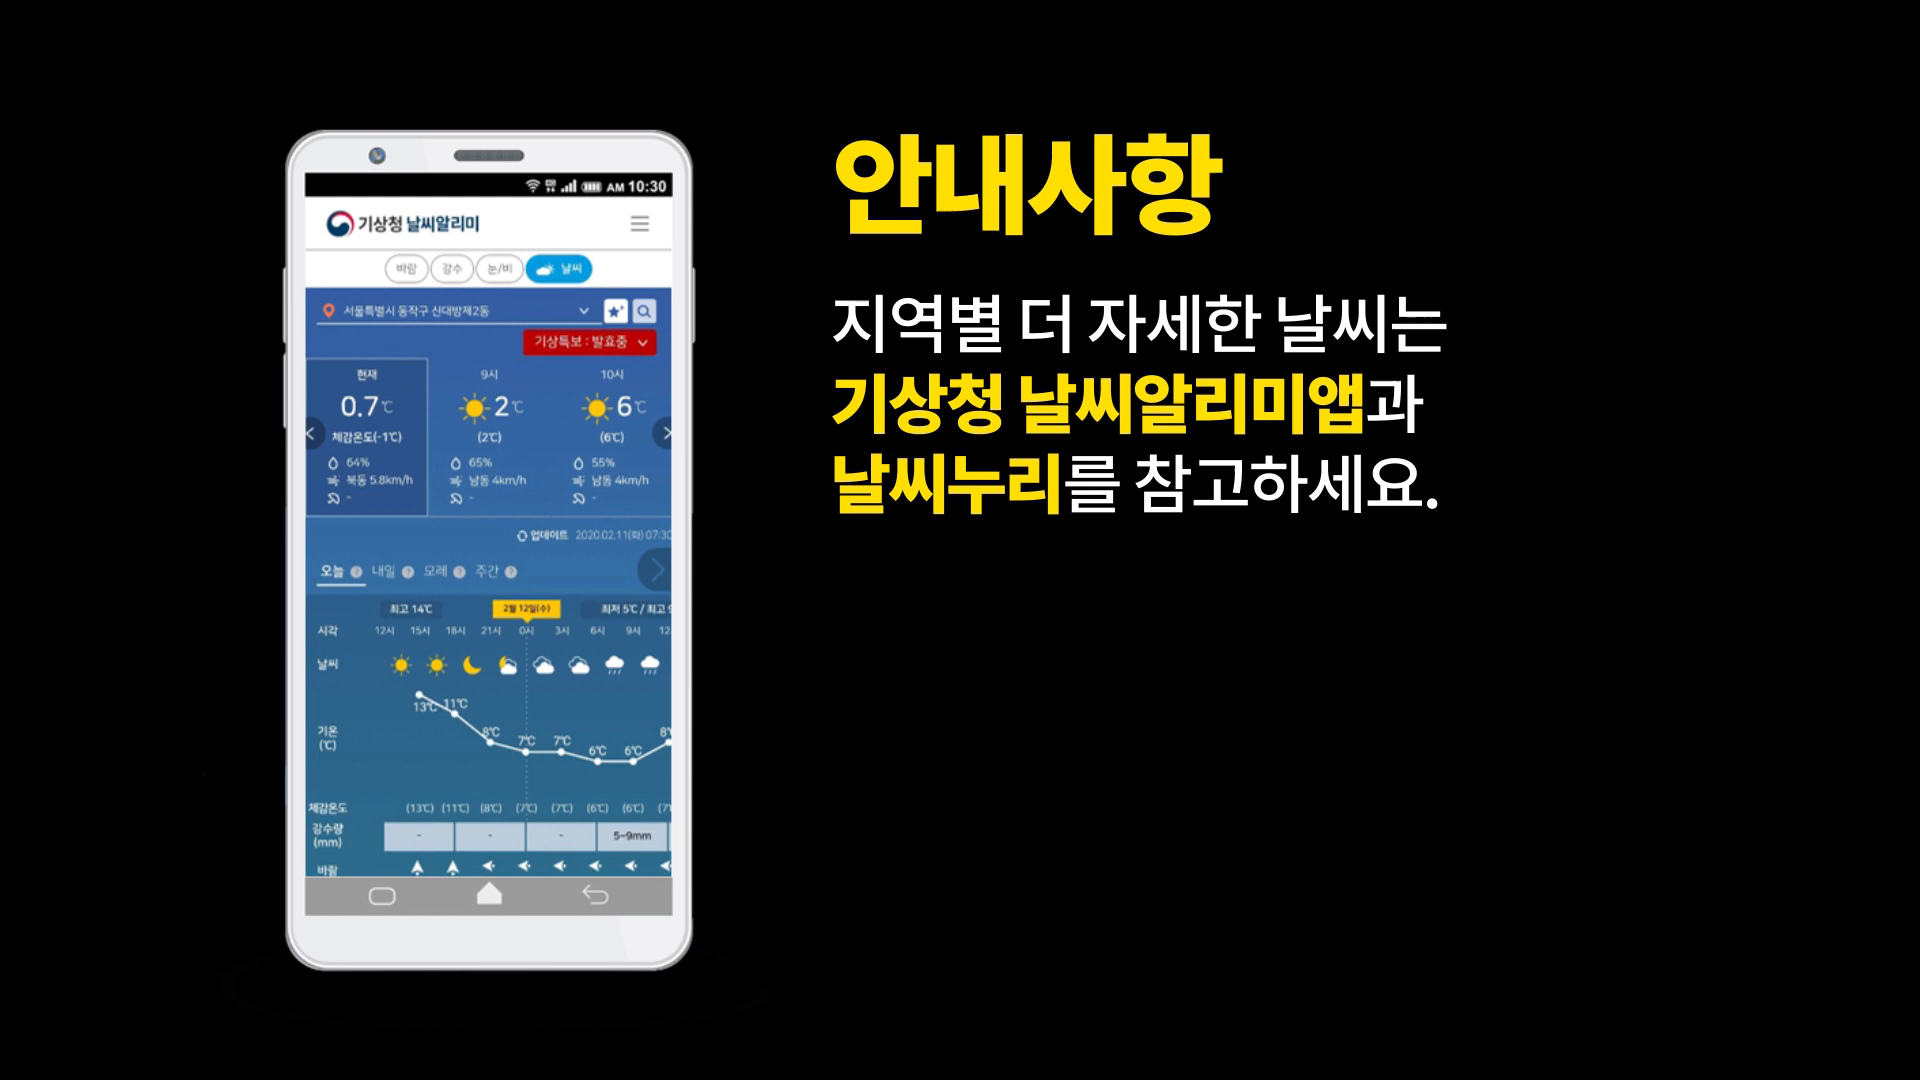 안내사항
지역별 더 자세한 날씨는
기상청 날씨알리미앱과
날씨누리를 참고하세요.
AM 10:30
기상청 날씨알리미
바람 강수 눈/비 날씨
서울특별시 동작구 신대방제2동
기상특보 : 발효중
현재 9시 10시
0.7℃ 2℃ 6℃
체감온도(-1℃) (2℃) (6℃)
64% 65% 55%
북동 5.8km/h 남동 4km/h 남동 4km/h
- - -
업데이트 2020.02.11(화) 07:30
오늘 ? 내일 ? 모레 ? 주간 ?
최고 14℃ 2월 12일(수) 최저 5℃ / 최고 9
시각 12시 15시 18시 21시 0시 3시 6시 9시 12
날씨
기온
(℃)
13℃ 11℃ 8℃ 7℃ 7℃ 6℃ 6℃ 8
체감온도 (13℃) (11℃) (8℃) (7℃) (7℃) (6℃) (6℃) (7
강수량
(mm)
- - - 5~9mm
바람